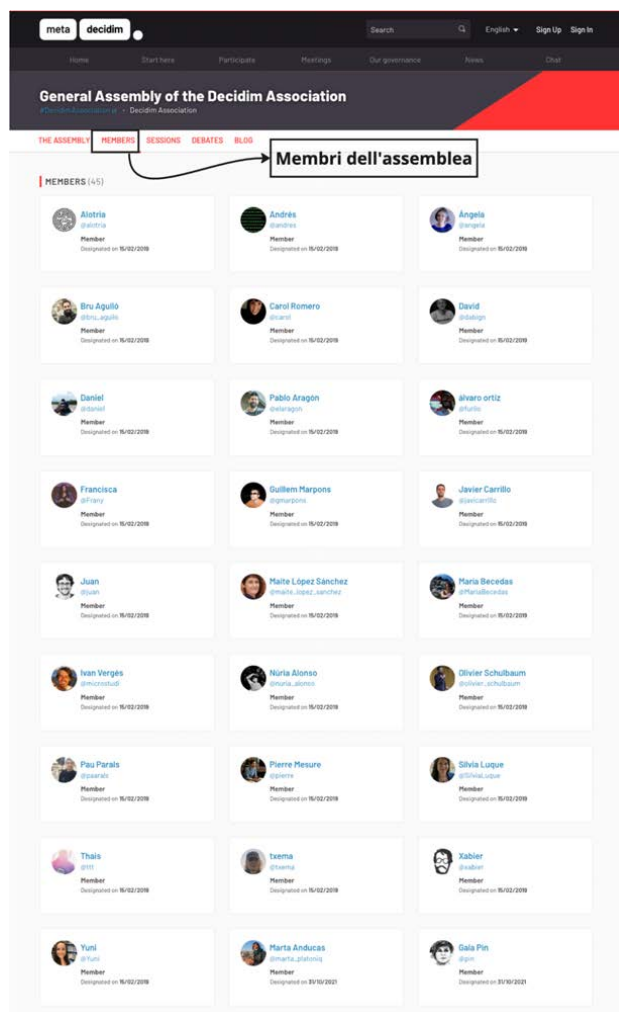 meta decidim
Search English Sign Up Sign In
Home Start here Participate Meetings Our governance News Chat
General Assembly of the Decidim Association
Decidim Association
THE ASSEMBLY MEMBERS SESSIONS DEBATES BLOG
Membri dell'assemblea
MEMBERS (45)
Alotria
@alotria
Member
Designated on 15/02/2019
Andrés
@andres
Member
Designated on 15/02/2019
Ángela
@angela
Member
Designated on 15/02/2019
Bru Aguiló
@bru_aguilo
Member
Designated on 15/02/2019
Carol Romero
@carol
Member
Designated on 15/02/2019
David
Member
Designated on 15/02/2019
Daniel
@daniel
Member
Designated on 15/02/2019
Pablo Aragón
@elaragon
Member
Designated on 15/02/2019
álvaro ortiz
@furilo
Member
Designated on 15/02/2019
Francisca
@Frany
Member
Designated on 15/02/2019
Guillem Marpons
@gmarpons
Member
Designated on 15/02/2019
Javier Carrillo
@javicarrillo
Member
Designated on 15/02/2019
Juan
@juan
Member
Designated on 15/02/2019
Maite López Sánchez
@maite_lopez_sanchez
Member
Designated on 15/02/2019
María Becedas
@MariaBecedas
Member
Designated on 15/02/2019
Ivan Vergés
@microstudi
Member
Designated on 15/02/2019
Núria Alonso
@nuria_alonso
Member
Designated on 15/02/2019
Olivier Schulbaum
@olivier_schulbaum
Member
Designated on 15/02/2019
Pau Parals
@paarals
Member
Designated on 15/02/2019
Pierre Mesure
@pierre
Member
Designated on 15/02/2019
Silvia Luque
@SilviaLuque
Member
Designated on 15/02/2019
Thais
@ttt
Member
Designated on 15/02/2019
txema
@txema
Member
Designated on 15/02/2019
Xabier
@xabier
Member
Designated on 15/02/2019
Yuni
@Yuni
Member
Designated on 15/02/2019
Marta Anducas
@marta_platoniq
Member
Designated on 31/10/2021
Gala Pin
@pin
Member
Designated on 31/10/2021